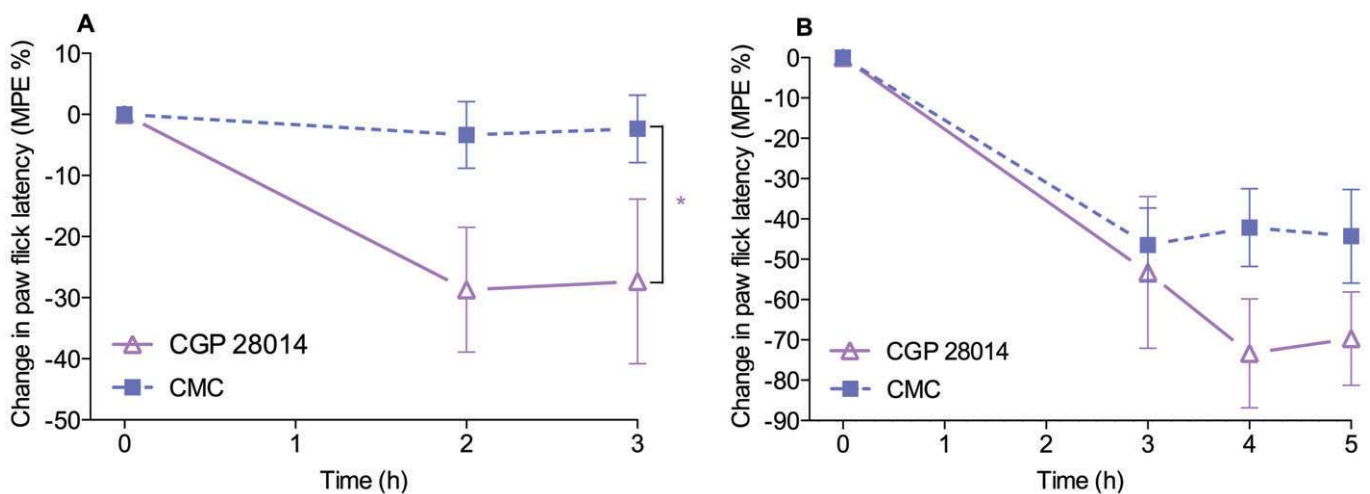 A
Change in paw flick latency (MPE %)
10
0
-10
-20
-30
-40
-50
*
CGP 28014
CMC
0 1 2 3
Time (h)
B
Change in paw flick latency (MPE %)
0
-10
-20
-30
-40
-50
-60
-70
-80
-90
CGP 28014
CMC
0 1 2 3 4 5
Time (h)